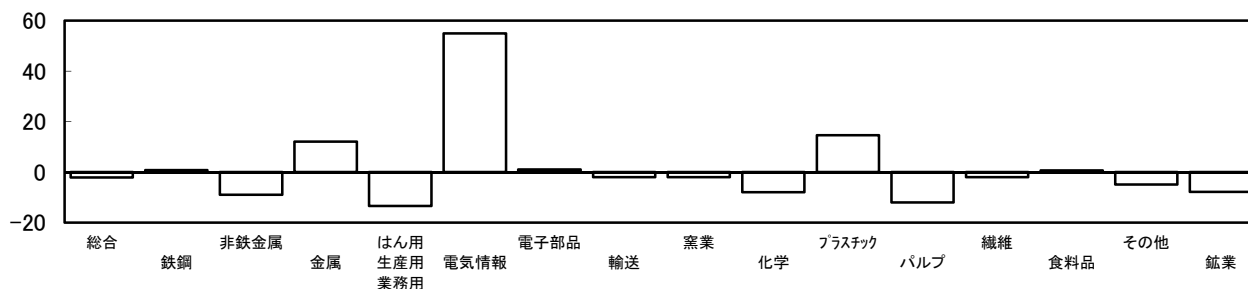 60
40
20
0
-20
総合
鉄鋼
非鉄金属
金属
はん用
生産用
業務用
電気情報
電子部品
輸送
窯業
化学
プラスチック
パルプ
繊維
食料品
その他
鉱業